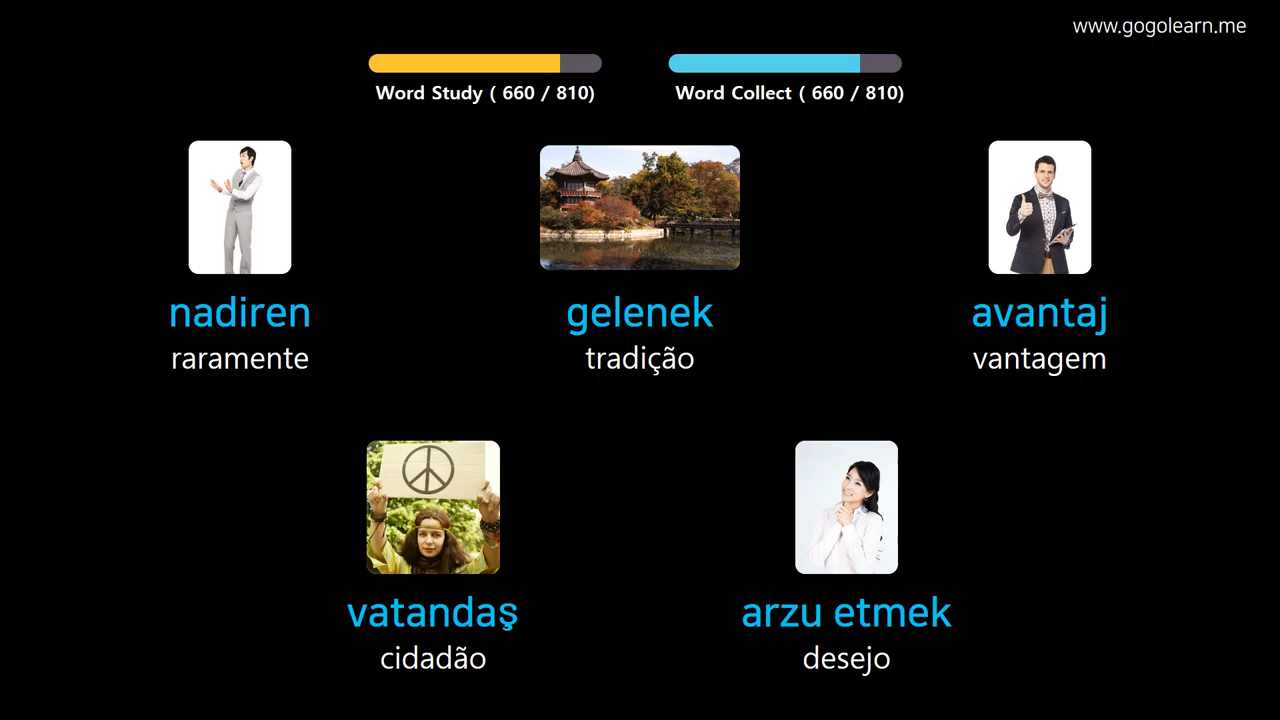 www.gogolearn.me
Word Study ( 660 / 810)
Word Collect ( 660 / 810)
nadiren
raramente
gelenek
tradição
avantaj
vantagem
vatandaş
cidadão
arzu etmek
desejo